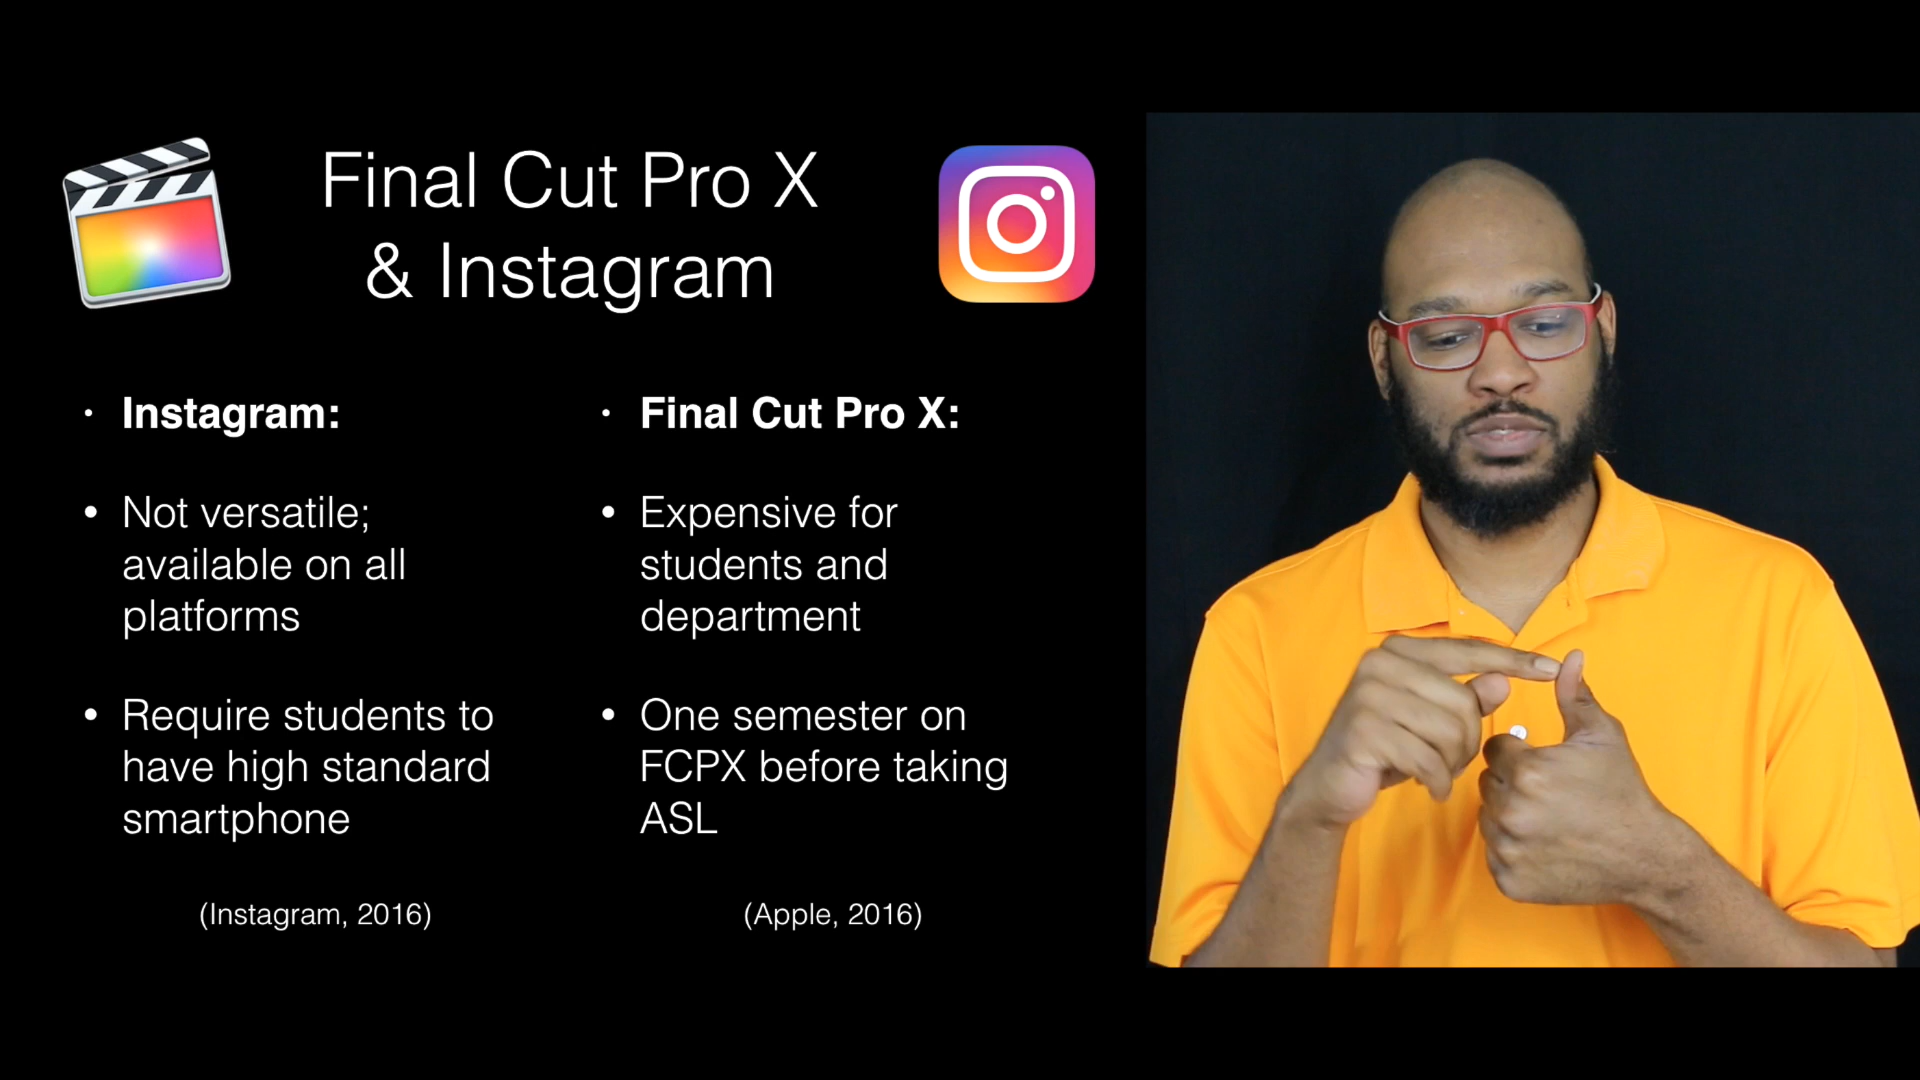 Final Cut Pro X
& Instagram
• Instagram:
• Not versatile;
available on all
platforms
• Require students to
have high standard
smartphone
(Instagram, 2016)
• Final Cut Pro X:
• Expensive for
students and
department
• One semester on
FCPX before taking
ASL
(Apple, 2016)